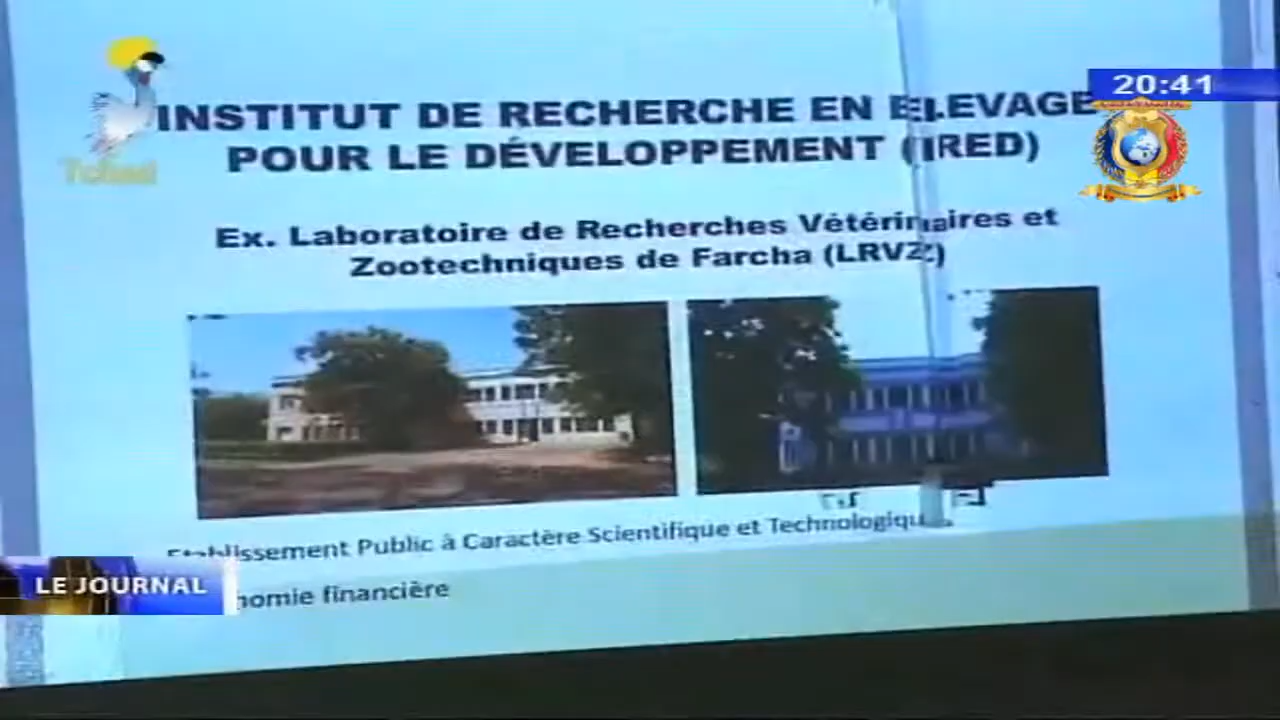 20:41
INSTITUT DE RECHERCHE EN ELEVAGE
POUR LE DÉVELOPPEMENT (IRED)
Tchad
Ex. Laboratoire de Recherches Vétérinaires et
Zootechniques de Farcha (LRVZ)
Etablissement Public à Caractère Scientifique et Technologique
LE JOURNAL
nomie financière